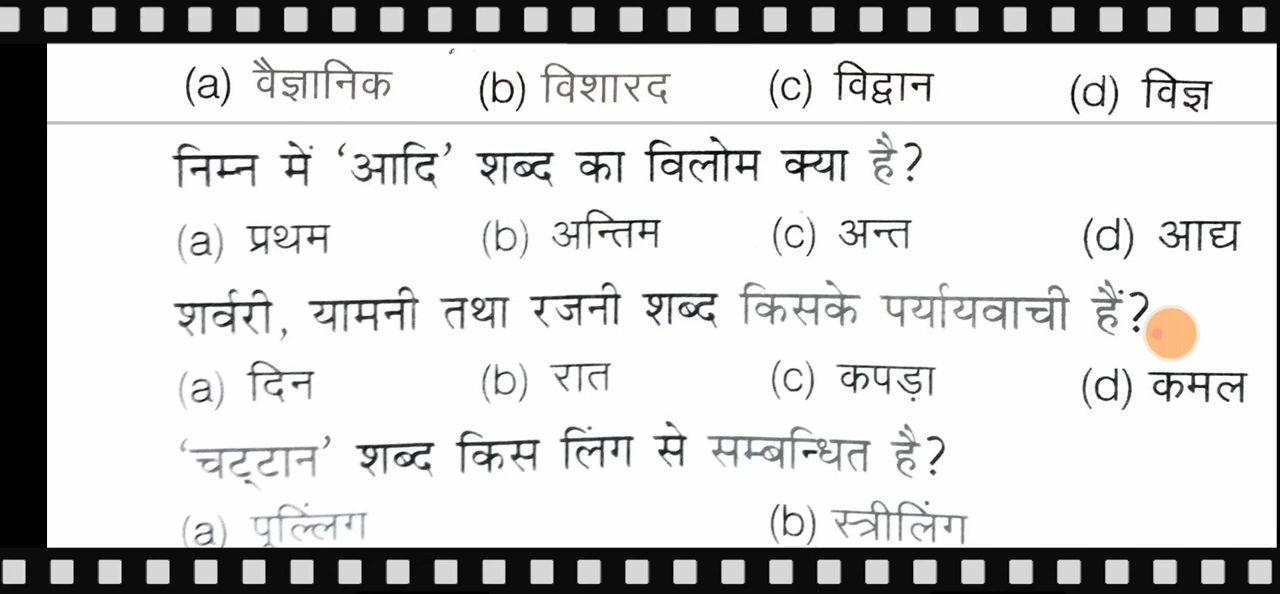 (a) वैज्ञानिक (b) विशारद (c) विद्वान (d) विज्ञ
निम्न में ‘आदि’ शब्द का विलोम क्या है?
(a) प्रथम (b) अन्तिम (c) अन्त (d) आद्य
शर्वरी, यामनी तथा रजनी शब्द किसके पर्यायवाची हैं?
(a) दिन (b) रात (c) कपड़ा (d) कमल
‘चट्टान’ शब्द किस लिंग से सम्बन्धित है?
(a) पुल्लिंग (b) स्त्रीलिंग